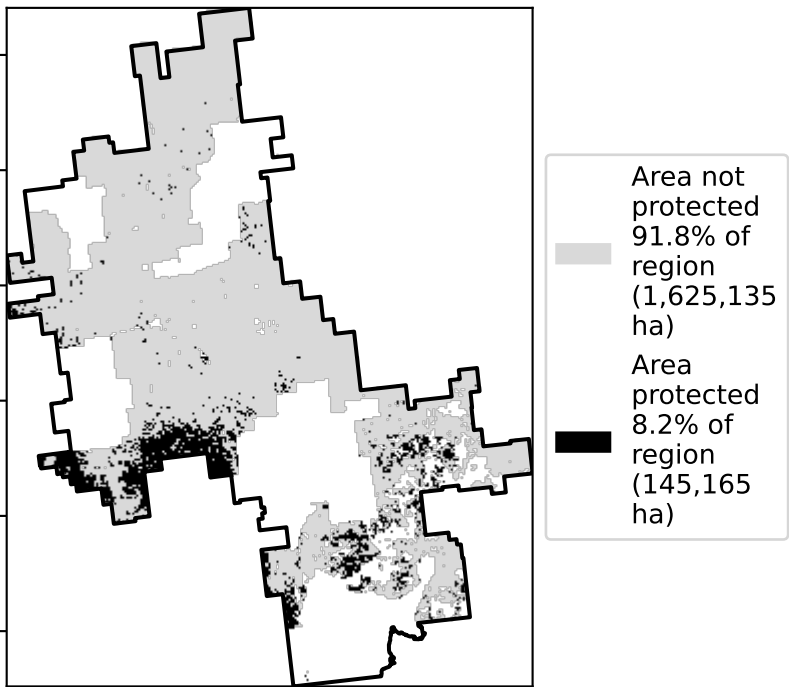 Area not
protected
91.8% of
region
(1,625,135
ha)
Area
protected
8.2% of
region
(145,165
ha)